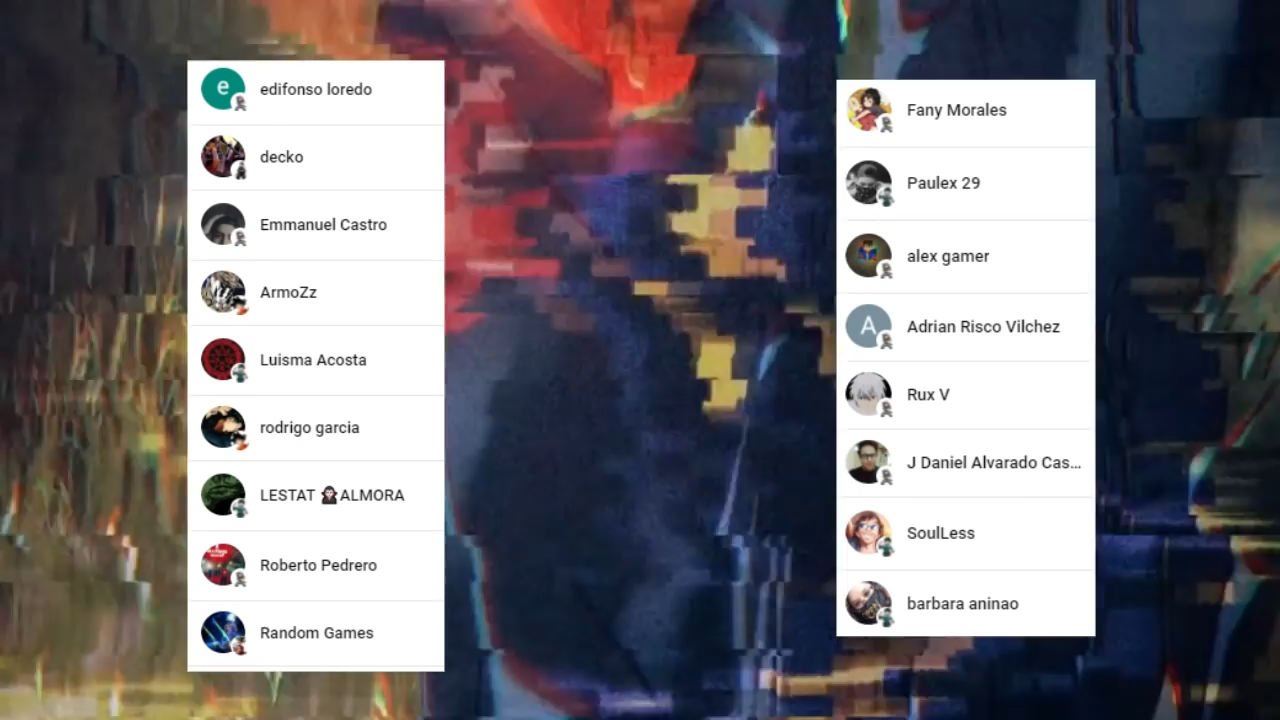 e
edifonso loredo
decko
Emmanuel Castro
ArmoZz
Luisma Acosta
rodrigo garcia
LESTAT 🧛🏻‍♂️ALMORA
Roberto Pedrero
Random Games
Fany Morales
Paulex 29
alex gamer
A
Adrian Risco Vilchez
Rux V
J Daniel Alvarado Cas...
SoulLess
barbara aninao